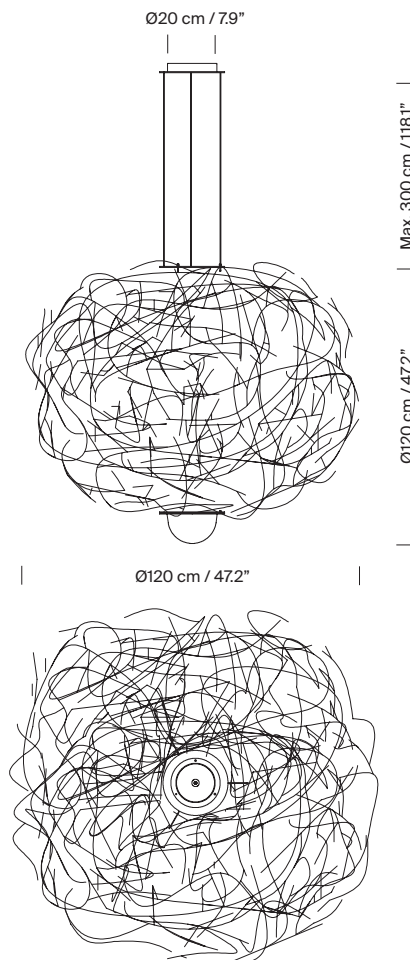 Ø20 cm / 7.9”
Max. 300 cm / 118.1”
Ø120 cm / 47.2”
Ø120 cm / 47.2”